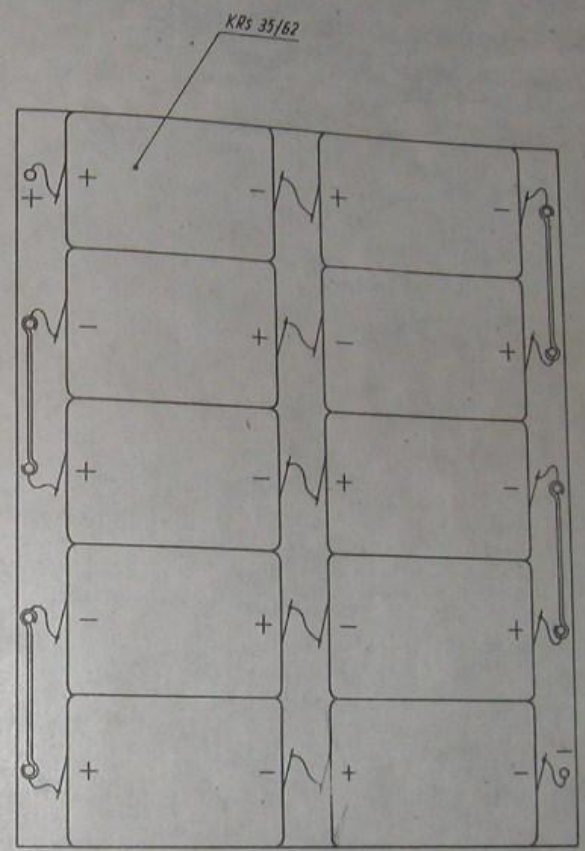 KRS 35/62
+ - + -
+
- + - +
+ - + -
- + - +
+ - + -
-